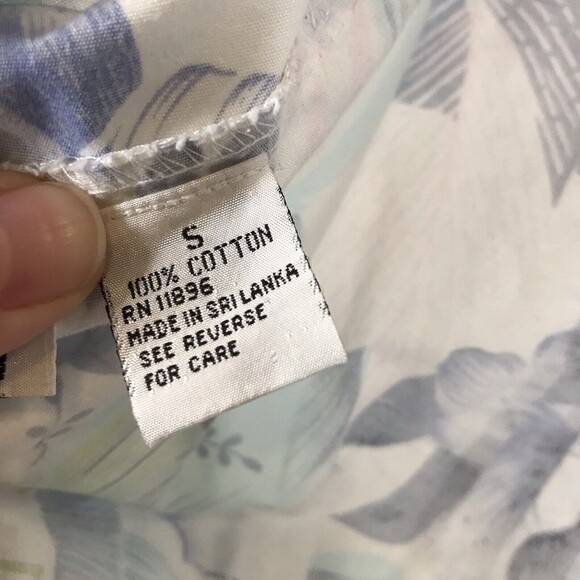 S
100% COTTON
RN 11896
MADE IN SRI LANKA
SEE REVERSE
FOR CARE